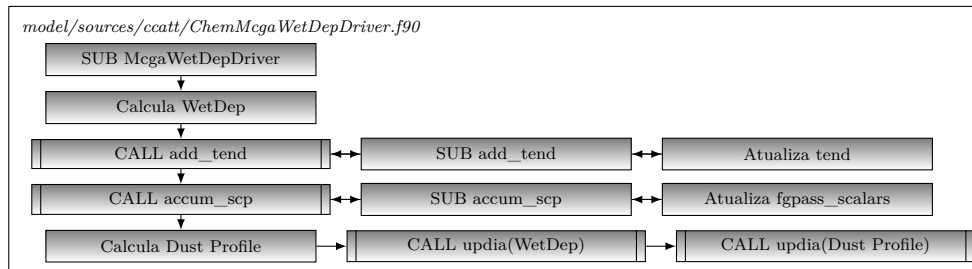 model/sources/ccatt/ChemMcgaWetDepDriver.f90
SUB McgaWetDepDriver
Calcula WetDep
CALL add_tend
SUB add_tend
Atualiza tend
CALL accum_scp
SUB accum_scp
Atualiza fgpass_scalars
Calcula Dust Profile
CALL updia(WetDep)
CALL updia(Dust Profile)